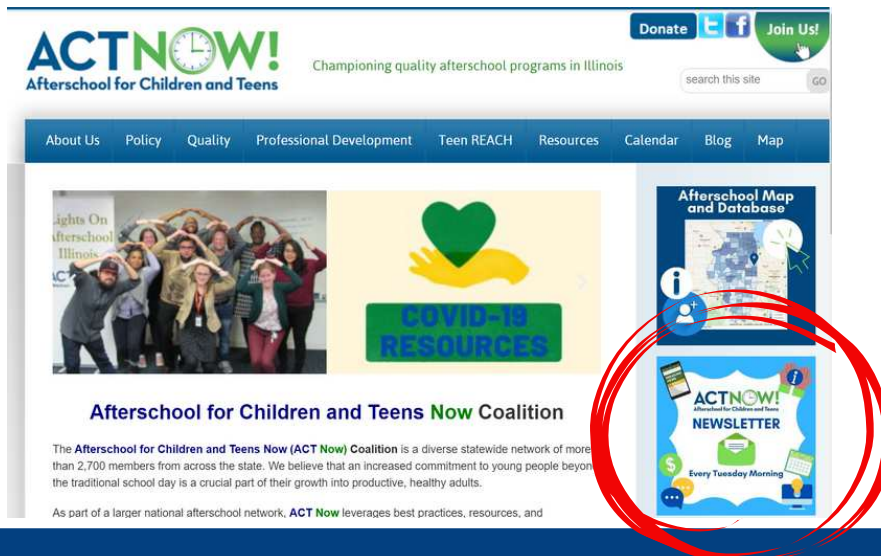 Donate
Join Us!
ACTNOW!
Afterschool for Children and Teens
Championing quality afterschool programs in Illinois
search this site
GO
About Us Policy Quality Professional Development Teen REACH Resources Calendar Blog Map
Lights On
Afterschool
Illinois
AC
COVID-19
RESOURCES
Afterschool Map
and Database
Afterschool for Children and Teens Now Coalition
The Afterschool for Children and Teens Now (ACT Now) Coalition is a diverse statewide network of more
than 2,700 members from across the state. We believe that an increased commitment to young people beyon
the traditional school day is a crucial part of their growth into productive, healthy adults.
As part of a larger national afterschool network, ACT Now leverages best practices, resources, and
ACTNOW!
Afterschool for Children and Teens
NEWSLETTER
Every Tuesday Morning